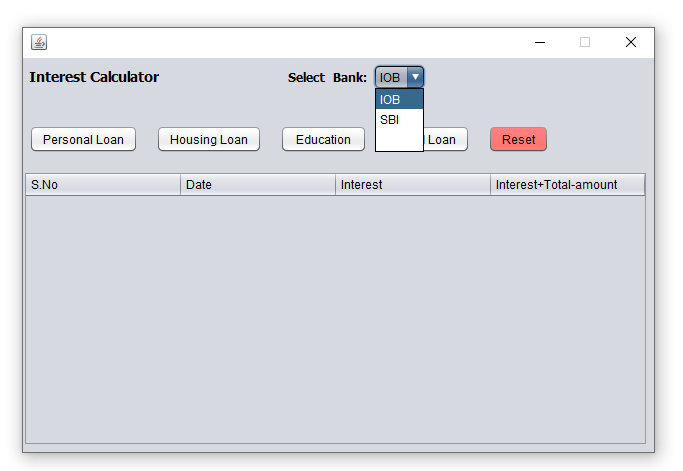 Interest Calculator Select Bank: IOB
IOB
SBI
Personal Loan Housing Loan Education Loan Reset
S.No Date Interest Interest+Total-amount